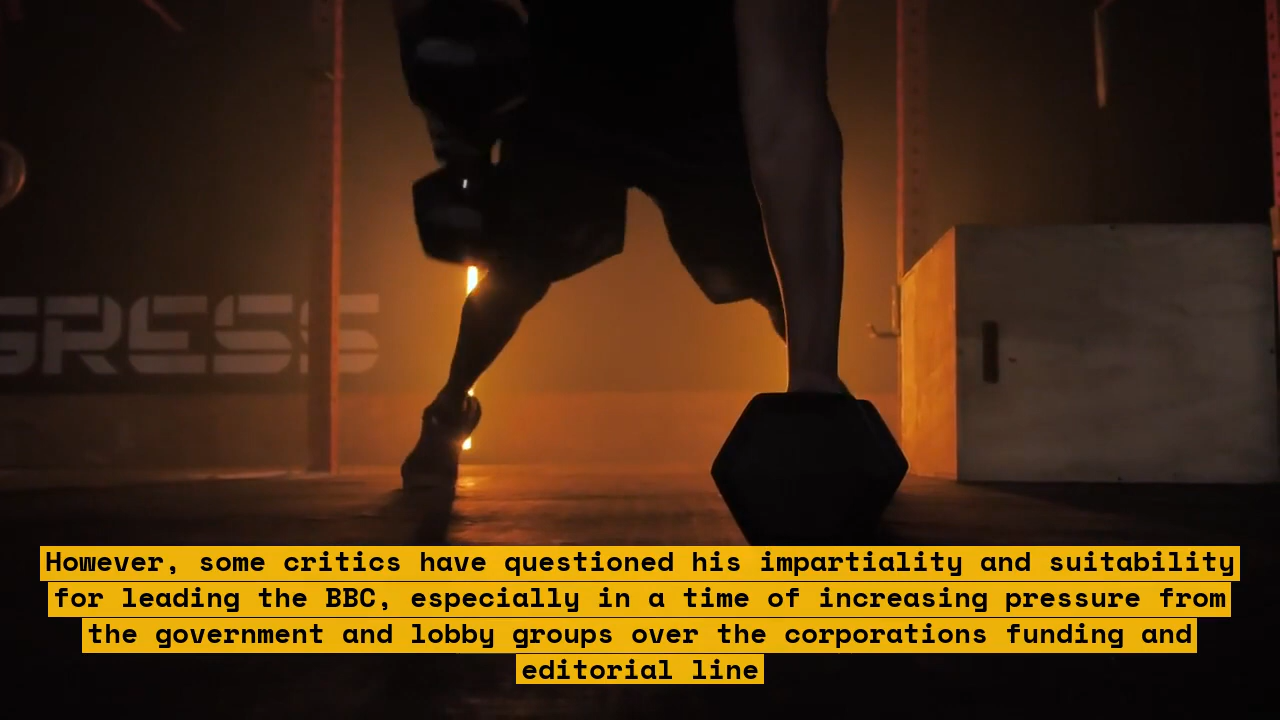 GRESS
However, some critics have questioned his impartiality and suitability
for leading the BBC, especially in a time of increasing pressure from
the government and lobby groups over the corporations funding and
editorial line